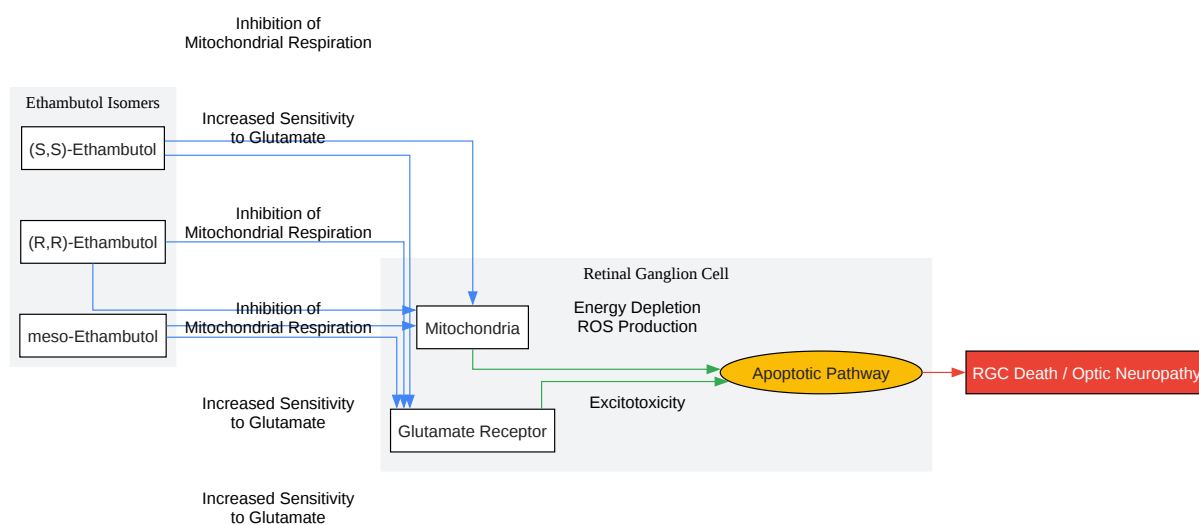 Inhibition of
Mitochondrial Respiration
Ethambutol Isomers
(S,S)-Ethambutol
Increased Sensitivity
to Glutamate
(R,R)-Ethambutol
Inhibition of
Mitochondrial Respiration
meso-Ethambutol
Inhibition of
Mitochondrial Respiration
Retinal Ganglion Cell
Mitochondria
Energy Depletion
ROS Production
Apoptotic Pathway
RGC Death / Optic Neuropathy
Increased Sensitivity
to Glutamate
Glutamate Receptor
Excitotoxicity
Increased Sensitivity
to Glutamate